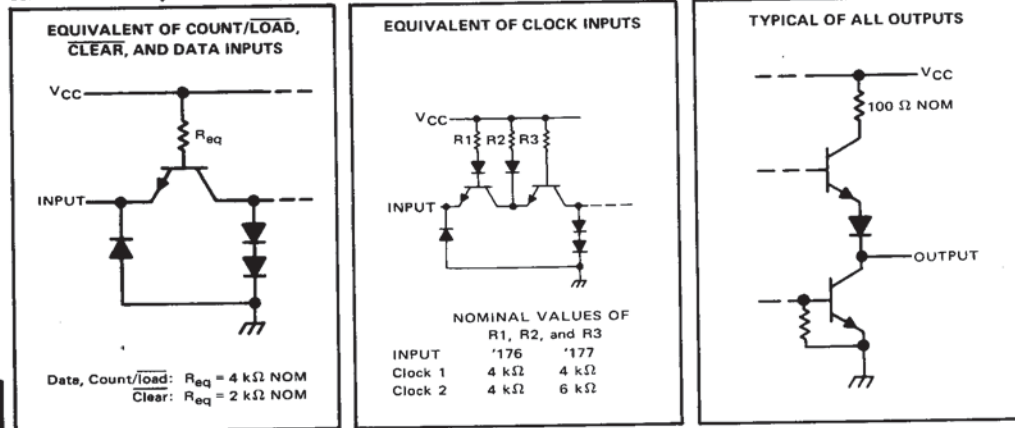 EQUIVALENT OF COUNT/LOAD,
CLEAR, AND DATA INPUTS
VCC
Req
INPUT
Data, Count/load: Req = 4 kΩ NOM
Clear: Req = 2 kΩ NOM
EQUIVALENT OF CLOCK INPUTS
VCC
R1 R2 R3
INPUT
NOMINAL VALUES OF
R1, R2, and R3
INPUT '176 '177
Clock 1 4 kΩ 4 kΩ
Clock 2 4 kΩ 6 kΩ
TYPICAL OF ALL OUTPUTS
VCC
100 Ω NOM
OUTPUT